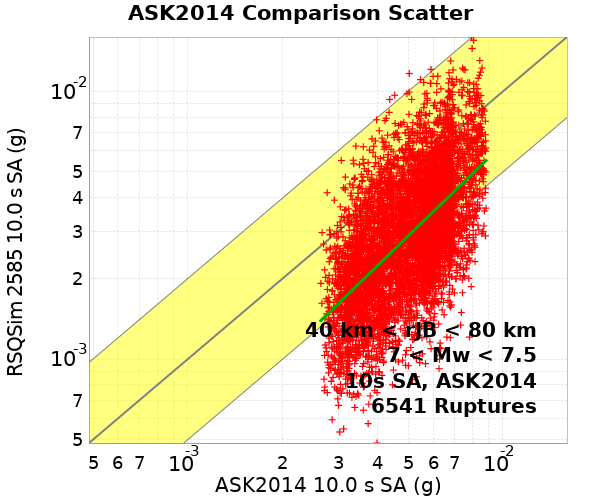 ASK2014 Comparison Scatter
RSQSim 2585 10.0 s SA (g)
10-2
7
5
4
3
2
10-3
7
5
40 km < rJB < 80 km
7 < Mw < 7.5
10s SA, ASK2014
6541 Ruptures
5 6 7 10-3 2 3 4 5 6 7 10-2
ASK2014 10.0 s SA (g)